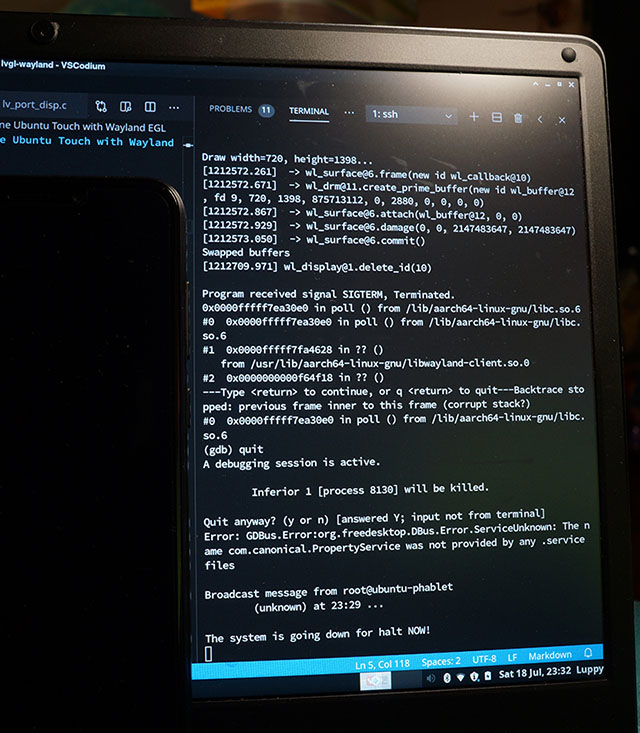 lvgl-wayland - VSCodium
lv_port_disp.c
PROBLEMS 11 TERMINAL ... 1: ssh
ne Ubuntu Touch with Wayland EGL
e Ubuntu Touch with Wayland
Draw width=720, height=1398...
[1212572.261]  -> wl_surface@6.frame(new id wl_callback@10)
[1212572.671]  -> wl_drm@11.create_prime_buffer(new id wl_buffer@12
, fd 9, 720, 1398, 875713112, 0, 2880, 0, 0, 0, 0)
[1212572.867]  -> wl_surface@6.attach(wl_buffer@12, 0, 0)
[1212572.929]  -> wl_surface@6.damage(0, 0, 2147483647, 2147483647)
[1212573.050]  -> wl_surface@6.commit()
Swapped buffers
[1212709.971] wl_display@1.delete_id(10)
Program received signal SIGTERM, Terminated.
0x0000fffff7ea30e0 in poll () from /lib/aarch64-linux-gnu/libc.so.6
#0  0x0000fffff7ea30e0 in poll () from /lib/aarch64-linux-gnu/libc.
so.6
#1  0x0000fffff7fa4628 in ?? ()
   from /usr/lib/aarch64-linux-gnu/libwayland-client.so.0
#2  0x0000000000f64f18 in ?? ()
---Type <return> to continue, or q <return> to quit---Backtrace sto
pped: previous frame inner to this frame (corrupt stack?)
#0  0x0000fffff7ea30e0 in poll () from /lib/aarch64-linux-gnu/libc.
so.6
(gdb) quit
A debugging session is active.
Inferior 1 [process 8130] will be killed.
Quit anyway? (y or n) [answered Y; input not from terminal]
Error: GDBus.Error:org.freedesktop.DBus.Error.ServiceUnknown: The n
ame com.canonical.PropertyService was not provided by any .service
files
Broadcast message from root@ubuntu-phablet
(unknown) at 23:29 ...
The system is going down for halt NOW!
Ln 5, Col 118 Spaces: 2 UTF-8 LF Markdown
Sat 18 Jul, 23:32 Luppy